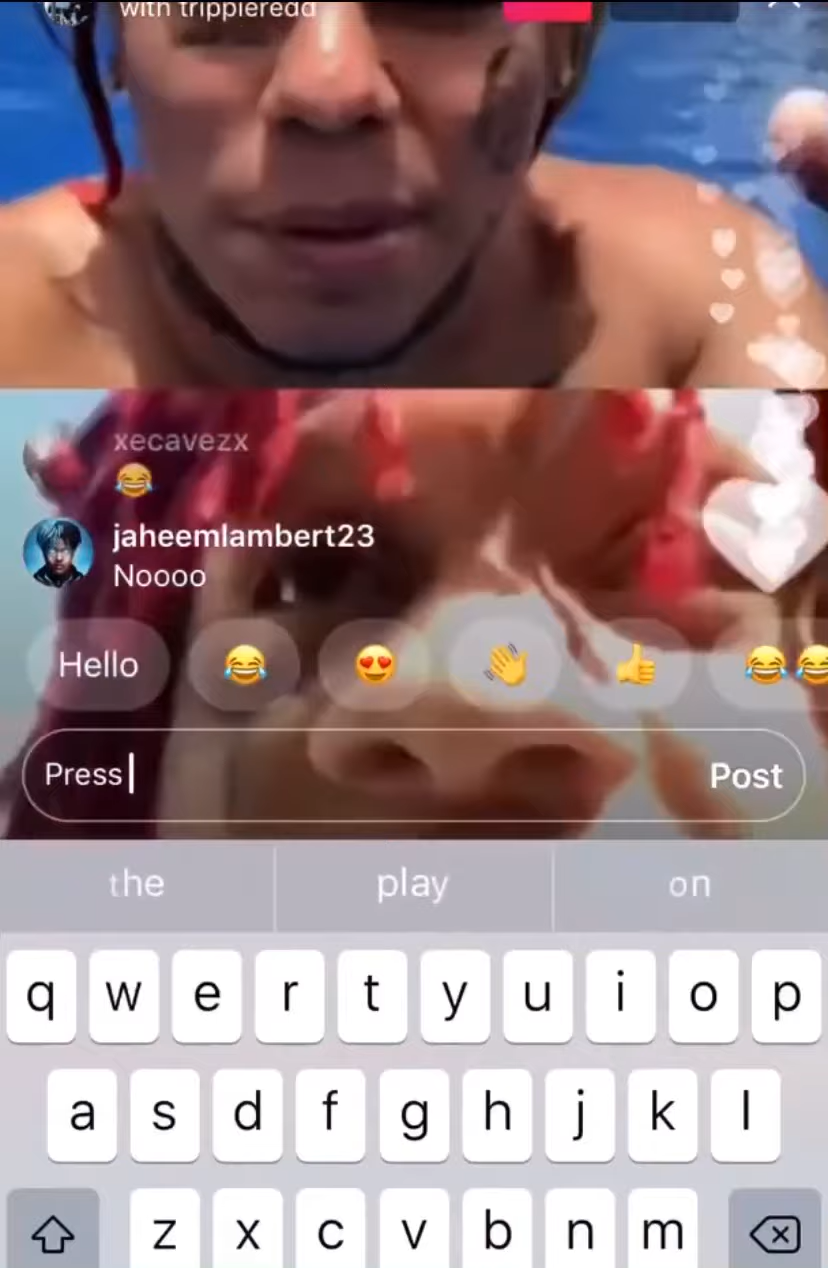 with trippieredd
xecavezx
😂
jaheemlambert23
Noooo
Hello 😂 😍 👋 👍 😂😂
Press Post
the play on
q w e r t y u i o p
a s d f g h j k l
z x c v b n m